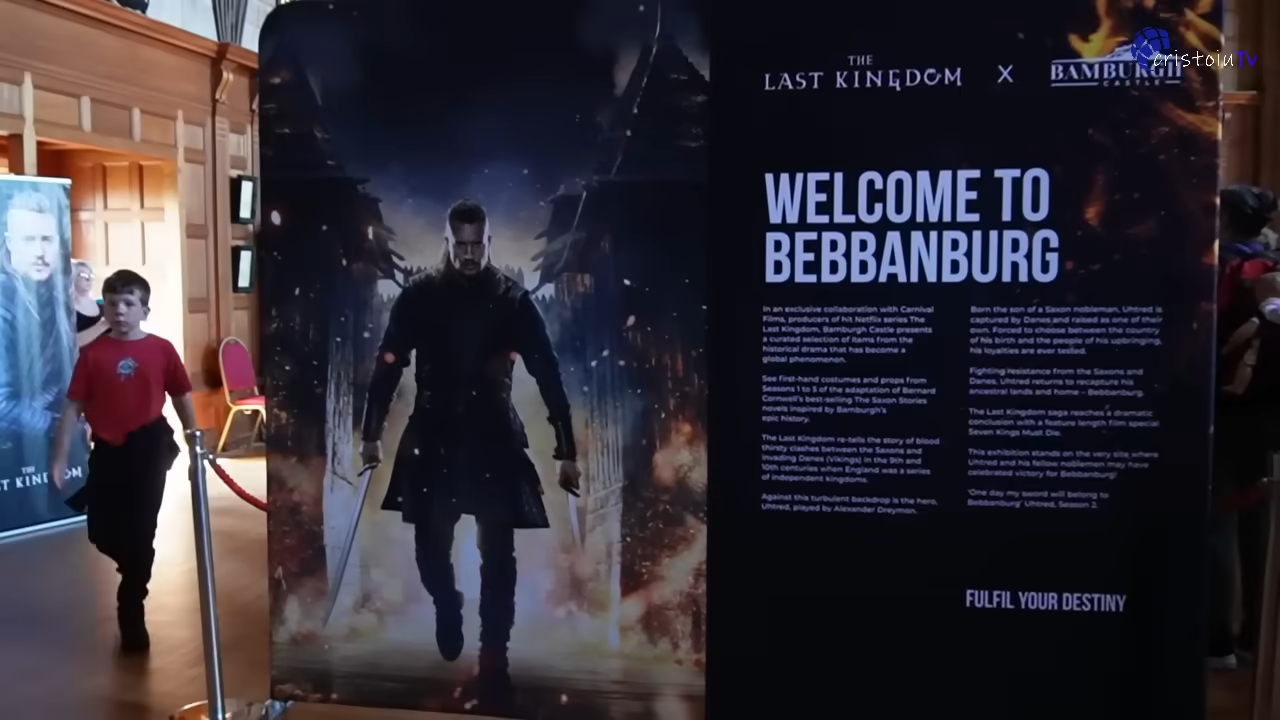 cristoiuTv
THE
LAST KINGDOM X BAMBURGH
CASTLE
WELCOME TO
BEBBANBURG
In an exclusive collaboration with Carnival
Films, producers of hit Netflix series The
Last Kingdom, Bamburgh Castle presents
a curated selection of items from the
historical drama that has become a
global phenomenon.
See first-hand costumes and props from
Seasons 1 to 5 of the adaptation of Bernard
Cornwell's best-selling The Saxon Stories
novels inspired by Bamburgh's
epic history.
The Last Kingdom re-tells the story of blood
thirsty clashes between the Saxons and
invading Danes (Vikings) in the 9th and
10th centuries when England was a series
of independent kingdoms.
Against this turbulent backdrop is the hero,
Uhtred, played by Alexander Dreymon.
Born the son of a Saxon nobleman, Uhtred is
captured by Danes and raised as one of their
own. Forced to choose between the country
of his birth and the people of his upbringing,
his loyalties are ever tested.
Fighting resistance from the Saxons and
Danes, Uhtred returns to recapture his
ancestral lands and home – Bebbanburg.
The Last Kingdom saga reaches a dramatic
conclusion with a feature length film special
Seven Kings Must Die.
This exhibition stands on the very site where
Uhtred and his fellow noblemen may have
celebrated victory for Bebbanburg!
'One day my sword will belong to
Bebbanburg' Uhtred, Season 2.
FULFIL YOUR DESTINY
THE
ST KINGDOM